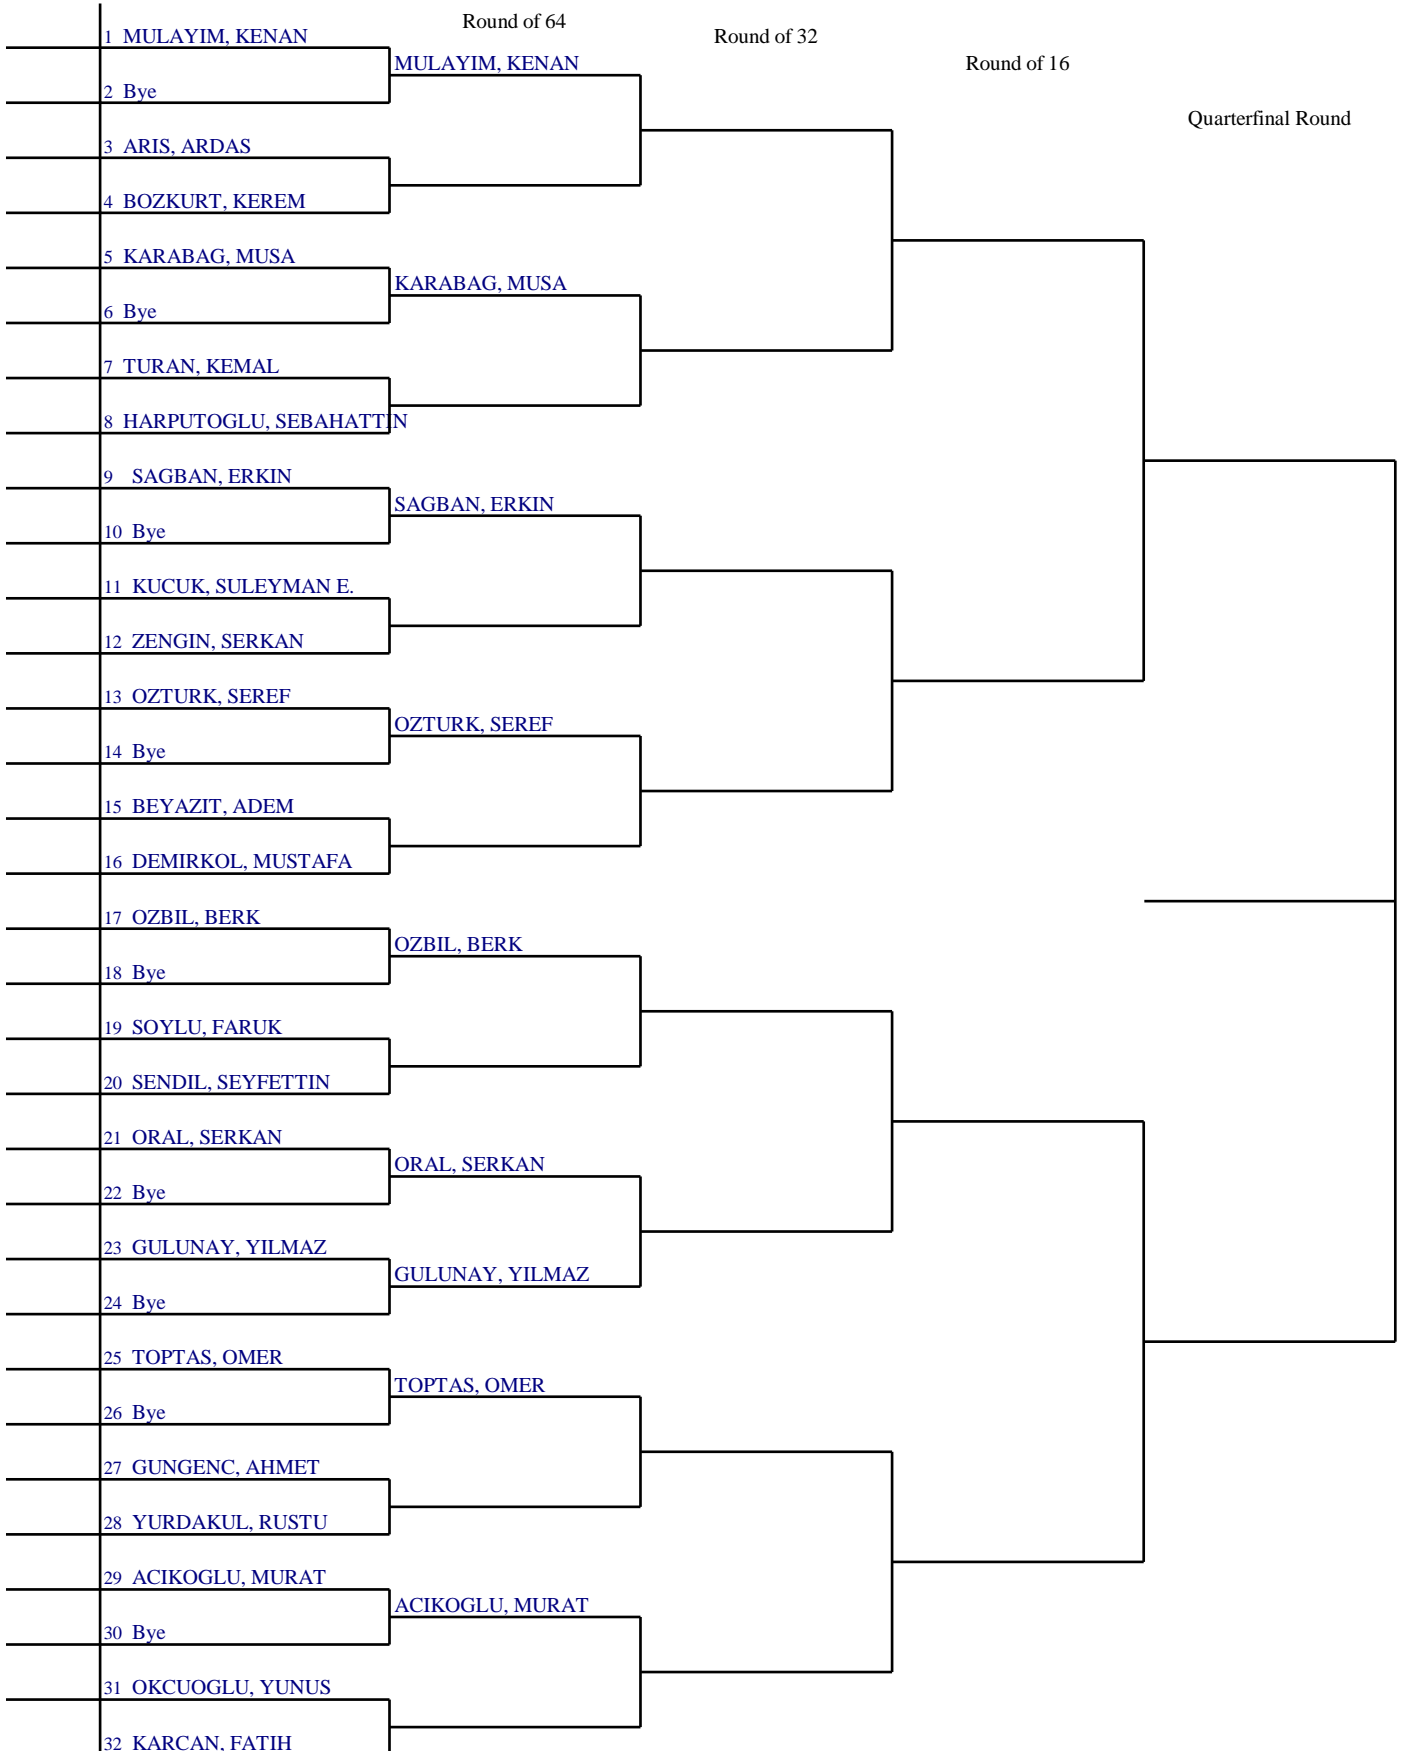 Round of 64
Round of 32
Round of 16
Quarterfinal Round
1 MULAYIM, KENAN
MULAYIM, KENAN
2 Bye
3 ARIS, ARDAS
4 BOZKURT, KEREM
5 KARABAG, MUSA
KARABAG, MUSA
6 Bye
7 TURAN, KEMAL
8 HARPUTOGLU, SEBAHATTIN
9 SAGBAN, ERKIN
SAGBAN, ERKIN
10 Bye
11 KUCUK, SULEYMAN E.
12 ZENGIN, SERKAN
13 OZTURK, SEREF
OZTURK, SEREF
14 Bye
15 BEYAZIT, ADEM
16 DEMIRKOL, MUSTAFA
17 OZBIL, BERK
OZBIL, BERK
18 Bye
19 SOYLU, FARUK
20 SENDIL, SEYFETTIN
21 ORAL, SERKAN
ORAL, SERKAN
22 Bye
23 GULUNAY, YILMAZ
GULUNAY, YILMAZ
24 Bye
25 TOPTAS, OMER
TOPTAS, OMER
26 Bye
27 GUNGENC, AHMET
28 YURDAKUL, RUSTU
29 ACIKOGLU, MURAT
ACIKOGLU, MURAT
30 Bye
31 OKCUOGLU, YUNUS
32 KARCAN, FATIH